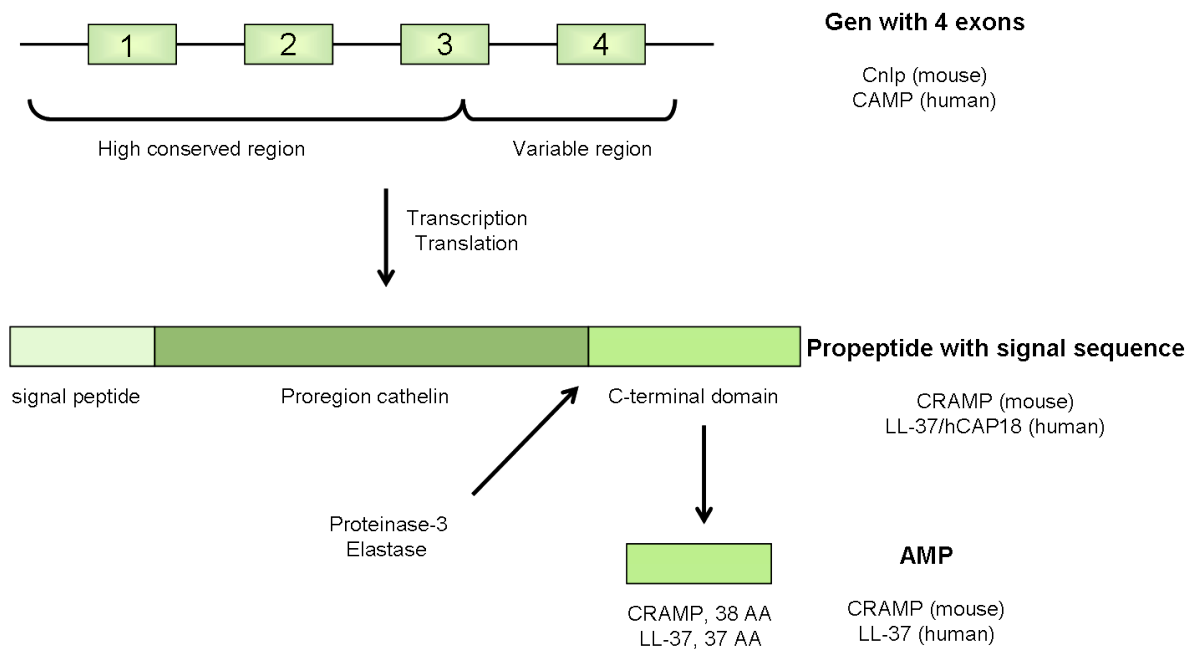 Gen with 4 exons
1 2 3 4
Cnlp (mouse)
CAMP (human)
High conserved region
Variable region
Transcription
Translation
Propeptide with signal sequence
signal peptide
Proregion cathelin
C-terminal domain
CRAMP (mouse)
LL-37/hCAP18 (human)
Proteinase-3
Elastase
AMP
CRAMP, 38 AA
LL-37, 37 AA
CRAMP (mouse)
LL-37 (human)